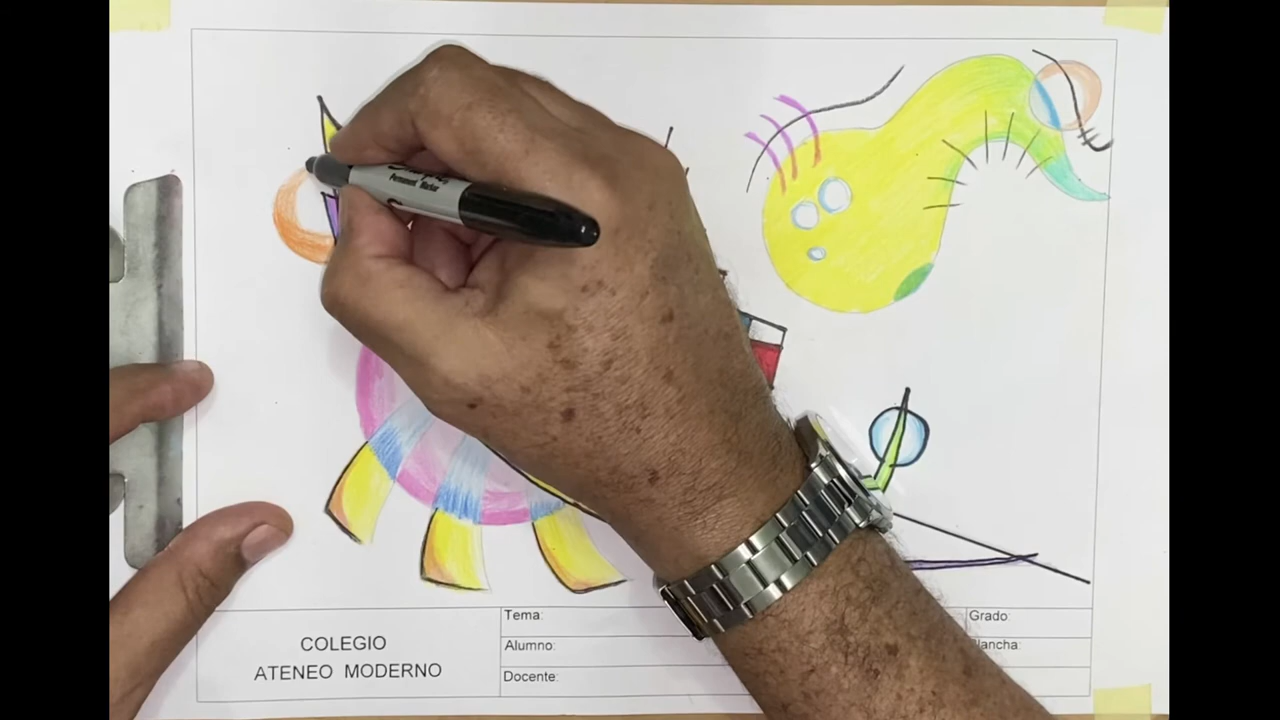 Permanent Marker
Tema:
Grado:
COLEGIO
Alumno:
ATENEO MODERNO
Docente: